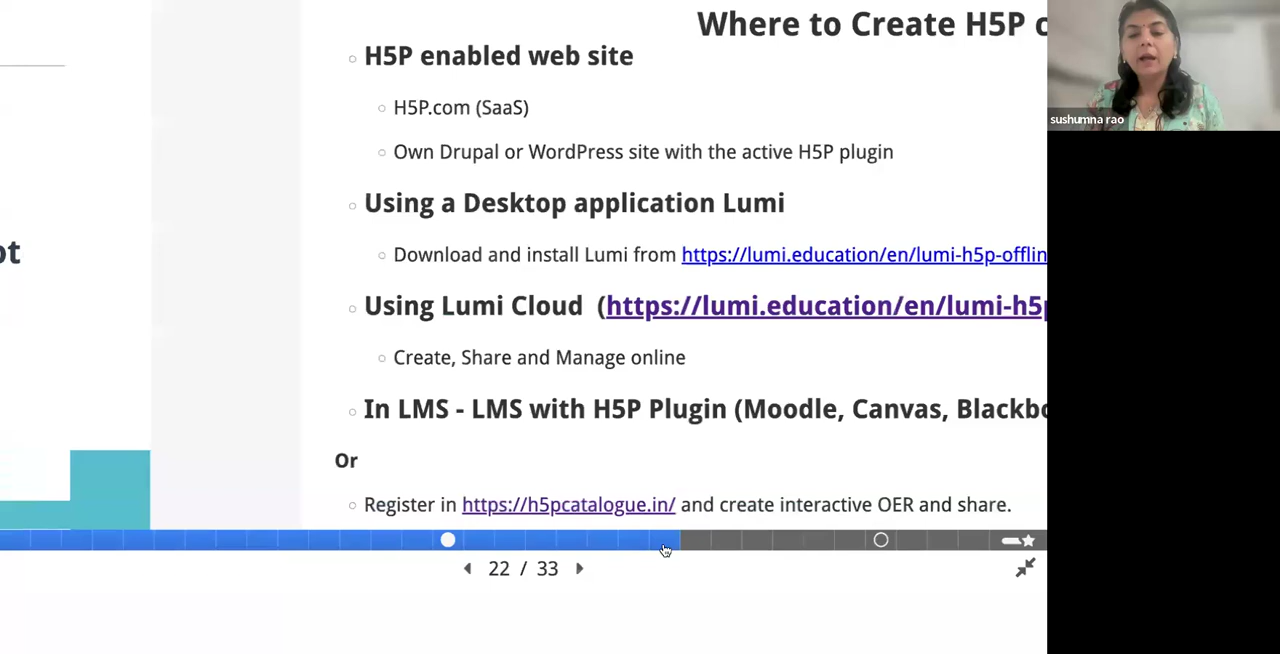 Where to Create H5P
H5P enabled web site
H5P.com (SaaS)
Own Drupal or WordPress site with the active H5P plugin
Using a Desktop application Lumi
Download and install Lumi from https://lumi.education/en/lumi-h5p-offlin
Using Lumi Cloud (https://lumi.education/en/lumi-h5p
Create, Share and Manage online
In LMS - LMS with H5P Plugin (Moodle, Canvas, Blackbo
Or
Register in https://h5pcatalogue.in/ and create interactive OER and share.
ot
22 / 33
sushumna rao